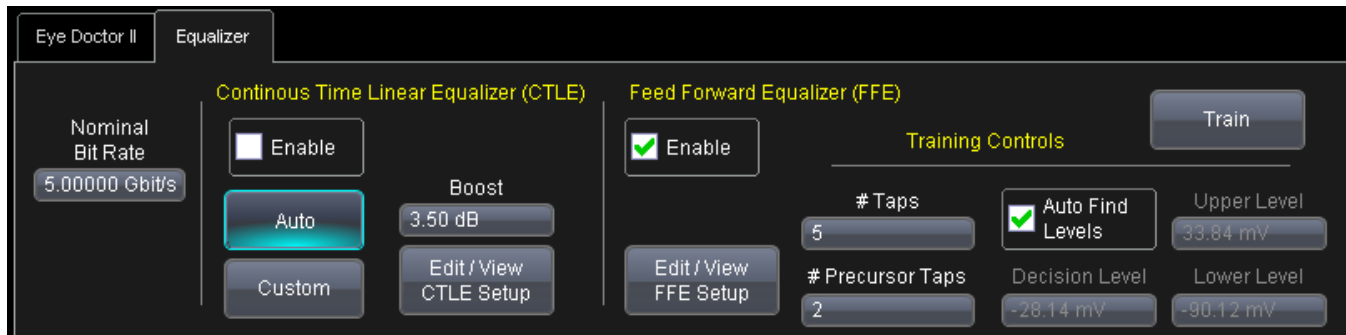 Eye Doctor II
Equalizer
Nominal
Bit Rate
5.00000 Gbit/s
Continous Time Linear Equalizer (CTLE)
Enable
Auto
Custom
Boost
3.50 dB
Edit / View
CTLE Setup
Feed Forward Equalizer (FFE)
Enable
Edit / View
FFE Setup
Training Controls
Train
# Taps
5
# Precursor Taps
2
Auto Find
Levels
Decision Level
-28.14 mV
Upper Level
33.84 mV
Lower Level
-90.12 mV